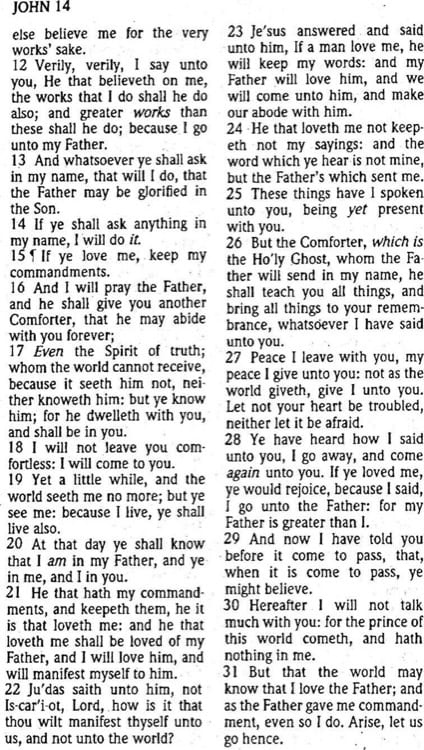 JOHN 14
else believe me for the very
works' sake.
12 Verily, verily, I say unto
you, He that believeth on me,
the works that I do shall he do
also; and greater works than
these shall he do; because I go
unto my Father.
13 And whatsoever ye shall ask
in my name, that will I do, that
the Father may be glorified in
the Son.
14 If ye shall ask anything in
my name, I will do it.
15 ¶ If ye love me, keep my
commandments.
16 And I will pray the Father,
and he shall give you another
Comforter, that he may abide
with you forever;
17 Even the Spirit of truth;
whom the world cannot receive,
because it seeth him not, nei-
ther knoweth him: but ye know
him; for he dwelleth with you,
and shall be in you.
18 I will not leave you com-
fortless: I will come to you.
19 Yet a little while, and the
world seeth me no more; but ye
see me: because I live, ye shall
live also.
20 At that day ye shall know
that I am in my Father, and ye
in me, and I in you.
21 He that hath my command-
ments, and keepeth them, he it
is that loveth me: and he that
loveth me shall be loved of my
Father, and I will love him, and
will manifest myself to him.
22 Ju'das saith unto him, not
Is-car'i-ot, Lord, how is it that
thou wilt manifest thyself unto
us, and not unto the world?
23 Je'sus answered and said
unto him, If a man love me, he
will keep my words: and my
Father will love him, and we
will come unto him, and make
our abode with him.
24 He that loveth me not keep-
eth not my sayings: and the
word which ye hear is not mine,
but the Father's which sent me.
25 These things have I spoken
unto you, being yet present
with you.
26 But the Comforter, which is
the Ho'ly Ghost, whom the Fa-
ther will send in my name, he
shall teach you all things, and
bring all things to your remem-
brance, whatsoever I have said
unto you.
27 Peace I leave with you, my
peace I give unto you: not as the
world giveth, give I unto you.
Let not your heart be troubled,
neither let it be afraid.
28 Ye have heard how I said
unto you, I go away, and come
again unto you. If ye loved me,
ye would rejoice, because I said,
I go unto the Father: for my
Father is greater than I.
29 And now I have told you
before it come to pass, that,
when it is come to pass, ye
might believe.
30 Hereafter I will not talk
much with you: for the prince of
this world cometh, and hath
nothing in me.
31 But that the world may
know that I love the Father; and
as the Father gave me command-
ment, even so I do. Arise, let us
go hence.